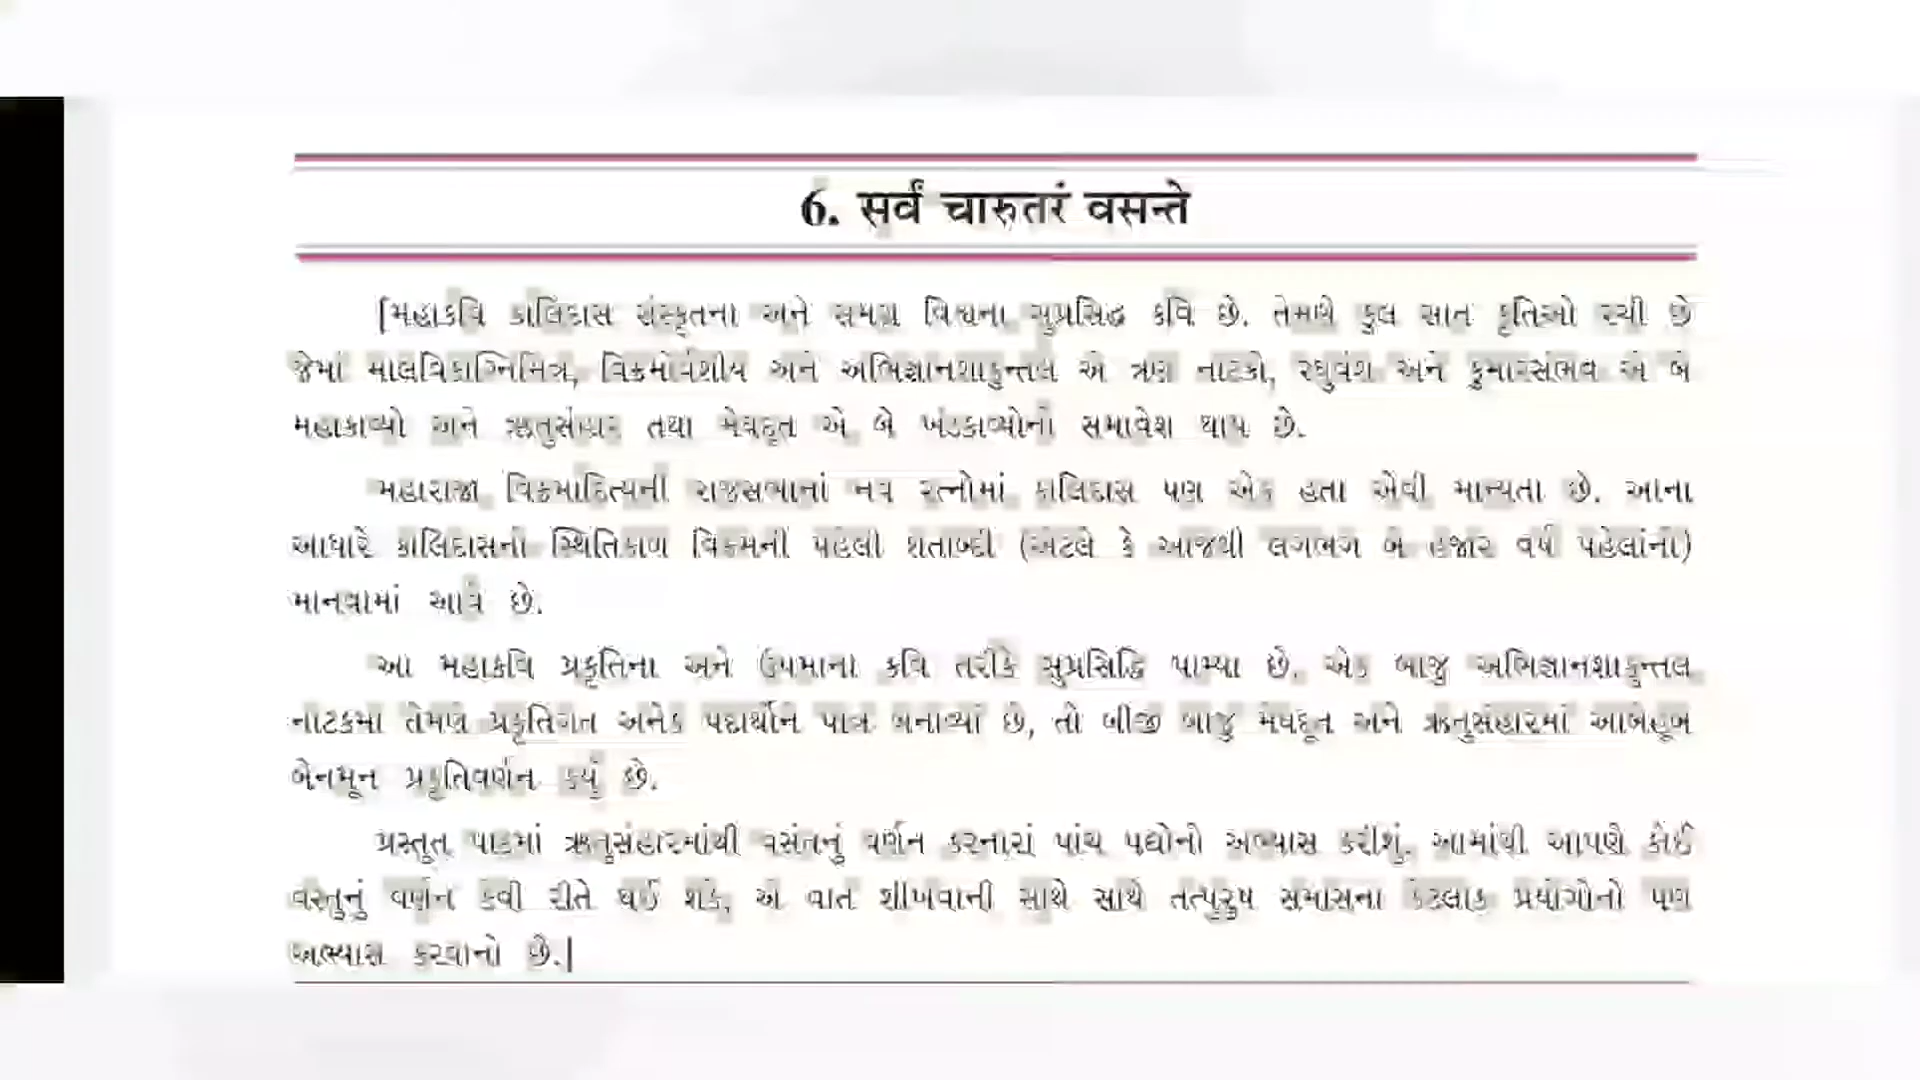 6. सर्वं चारुतरं वसन्ते
[મહાકવિ કાલિદાસ સંસ્કૃતના અને સમગ્ર વિશ્વના સુપ્રસિદ્ધ કવિ છે. તેમણે કુલ સાત કૃતિઓ રચી છે
જેમાં માલવિકાગ્નિમિત્ર, વિક્રમોર્વશીય અને અભિજ્ઞાનશાકુન્તલ એ ત્રણ નાટકો, રઘુવંશ અને કુમારસંભવ એ બે
મહાકાવ્યો અને ઋતુસંહાર તથા મેઘદૂત એ બે ખંડકાવ્યોનો સમાવેશ થાય છે.
મહારાજા વિક્રમાદિત્યની રાજસભાનાં નવ રત્નોમાં કાલિદાસ પણ એક હતા એવી માન્યતા છે. આના
આધારે કાલિદાસનો સ્થિતિકાળ વિક્રમની પહેલી શતાબ્દી (એટલે કે આજથી લગભગ બે હજાર વર્ષ પહેલાંનો)
માનવામાં આવે છે.
આ મહાકવિ પ્રકૃતિના અને ઉપમાના કવિ તરીકે સુપ્રસિદ્ધિ પામ્યા છે. એક બાજુ અભિજ્ઞાનશાકુન્તલ
નાટકમાં તેમણે પ્રકૃતિગત અનેક પદાર્થોને પાત્ર બનાવ્યાં છે, તો બીજી બાજુ મેઘદૂત અને ઋતુસંહારમાં આબેહૂબ
બેનમૂન પ્રકૃતિવર્ણન કર્યું છે.
પ્રસ્તુત પાઠમાં ઋતુસંહારમાંથી વસંતનું વર્ણન કરનારાં પાંચ પદ્યોનો અભ્યાસ કરીશું. આમાંથી આપણે કોઈ
વસ્તુનું વર્ણન કેવી રીતે થઈ શકે, એ વાત શીખવાની સાથે સાથે તત્પુરુષ સમાસના કેટલાક પ્રયોગોનો પણ
અભ્યાસ કરવાનો છે.]